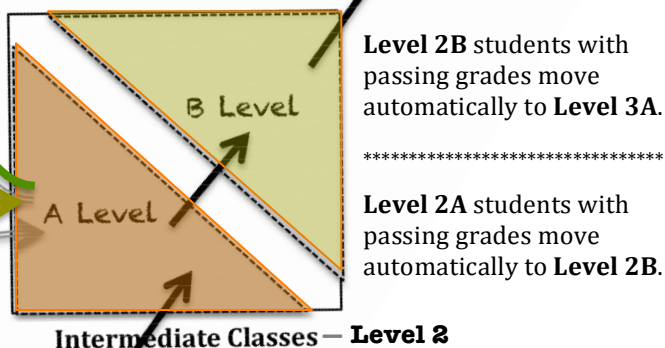 B Level
A Level
Intermediate Classes – Level 2
Level 2B students with
passing grades move
automatically to Level 3A.
*********************************
Level 2A students with
passing grades move
automatically to Level 2B.